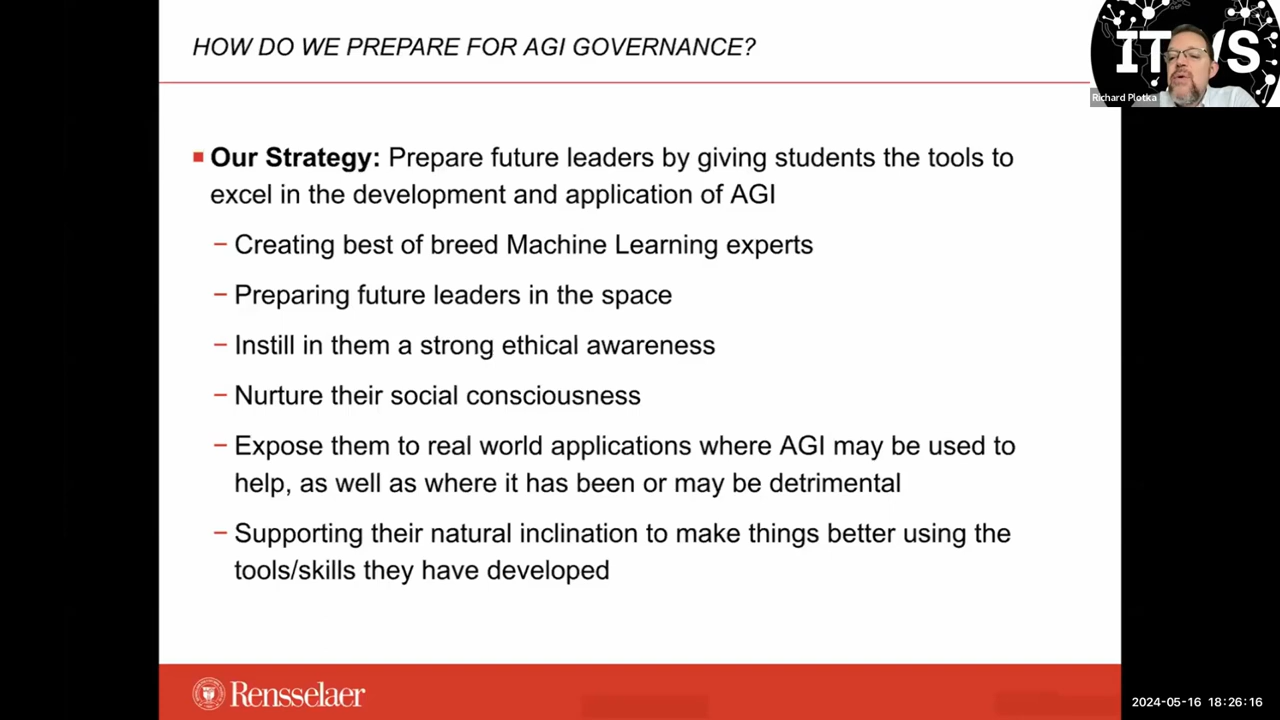 HOW DO WE PREPARE FOR AGI GOVERNANCE?
ITWS
Richard Plotka
Our Strategy: Prepare future leaders by giving students the tools to
excel in the development and application of AGI
– Creating best of breed Machine Learning experts
– Preparing future leaders in the space
– Instill in them a strong ethical awareness
– Nurture their social consciousness
– Expose them to real world applications where AGI may be used to
help, as well as where it has been or may be detrimental
– Supporting their natural inclination to make things better using the
tools/skills they have developed
Rensselaer
2024-05-16 18:26:16